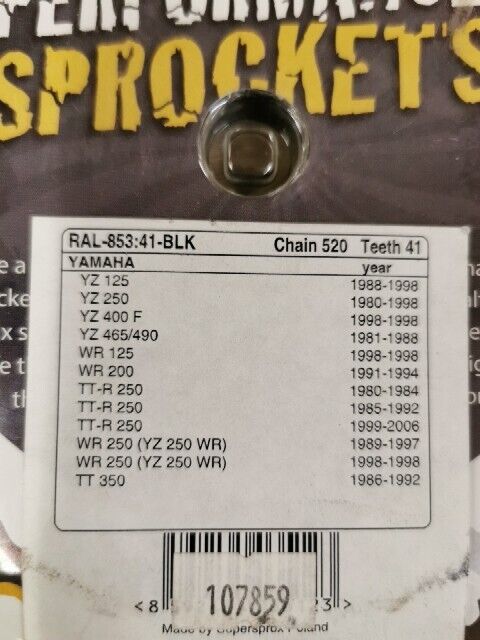 PERFORMANCE
SPROCKETS
RAL-853:41-BLK Chain 520 Teeth 41
YAMAHA year
YZ 125 1988-1998
YZ 250 1980-1998
YZ 400 F 1998-1998
YZ 465/490 1981-1988
WR 125 1998-1998
WR 200 1991-1994
TT-R 250 1980-1984
TT-R 250 1985-1992
TT-R 250 1999-2006
WR 250 (YZ 250 WR) 1989-1997
WR 250 (YZ 250 WR) 1998-1998
TT 350 1986-1992
<8 107859 23>
Made by Supersprox Poland